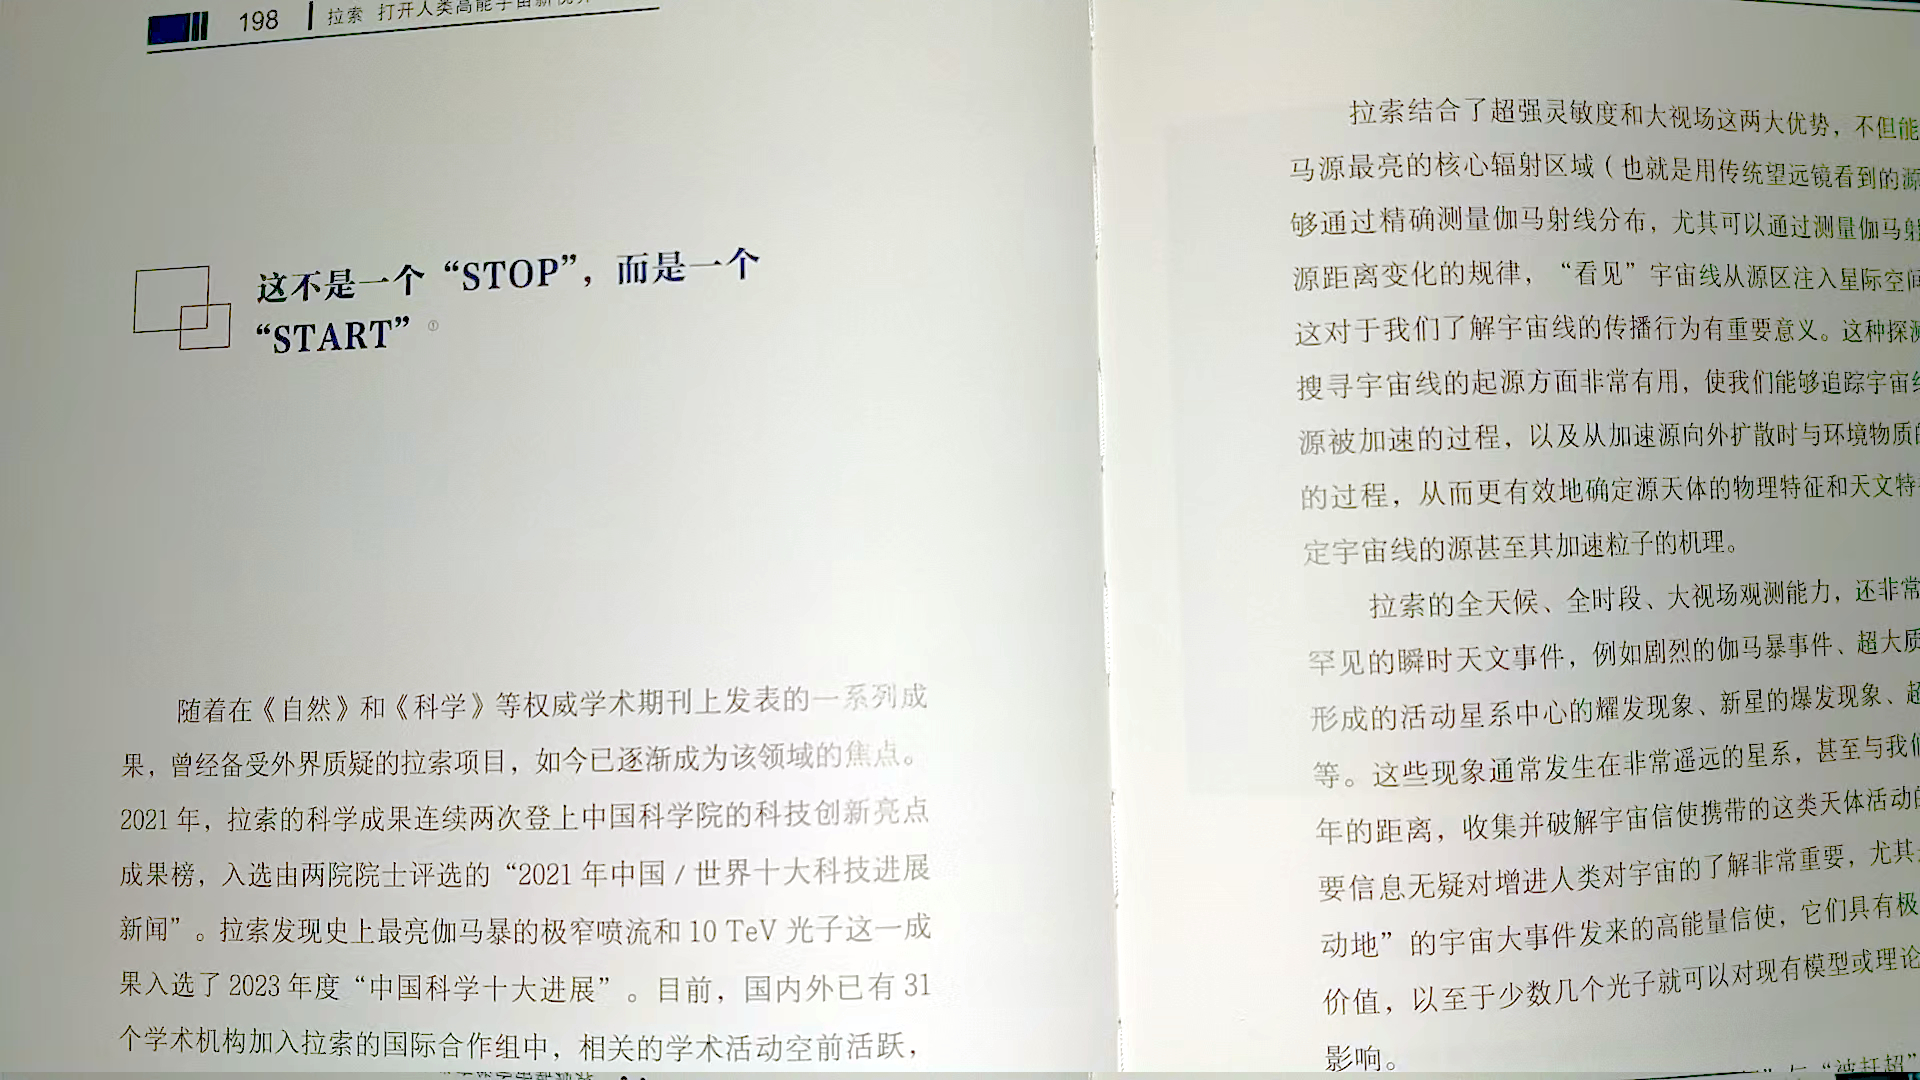 198
拉索 打开人类高能宇宙新视界
这不是一个“STOP”，而是一个
“START”①
随着在《自然》和《科学》等权威学术期刊上发表的一系列成
果，曾经备受外界质疑的拉索项目，如今已逐渐成为该领域的焦点。
2021 年，拉索的科学成果连续两次登上中国科学院的科技创新亮点
成果榜，入选由两院院士评选的“2021 年中国 / 世界十大科技进展
新闻”。拉索发现史上最亮伽马暴的极窄喷流和 10 TeV 光子这一成
果入选了 2023 年度“中国科学十大进展”。目前，国内外已有 31
个学术机构加入拉索的国际合作组中，相关的学术活动空前活跃，
拉索结合了超强灵敏度和大视场这两大优势，不但能
马源最亮的核心辐射区域（也就是用传统望远镜看到的源
够通过精确测量伽马射线分布，尤其可以通过测量伽马射
源距离变化的规律，“看见”宇宙线从源区注入星际空间
这对于我们了解宇宙线的传播行为有重要意义。这种探测
搜寻宇宙线的起源方面非常有用，使我们能够追踪宇宙线
源被加速的过程，以及从加速源向外扩散时与环境物质的
的过程，从而更有效地确定源天体的物理特征和天文特
定宇宙线的源甚至其加速粒子的机理。
拉索的全天候、全时段、大视场观测能力，还非常
罕见的瞬时天文事件，例如剧烈的伽马暴事件、超大质
形成的活动星系中心的耀发现象、新星的爆发现象、超
等。这些现象通常发生在非常遥远的星系，甚至与我们
年的距离，收集并破解宇宙信使携带的这类天体活动的
要信息无疑对增进人类对宇宙的了解非常重要，尤其
动地”的宇宙大事件发来的高能量信使，它们具有极
价值，以至于少数几个光子就可以对现有模型或理论
影响。